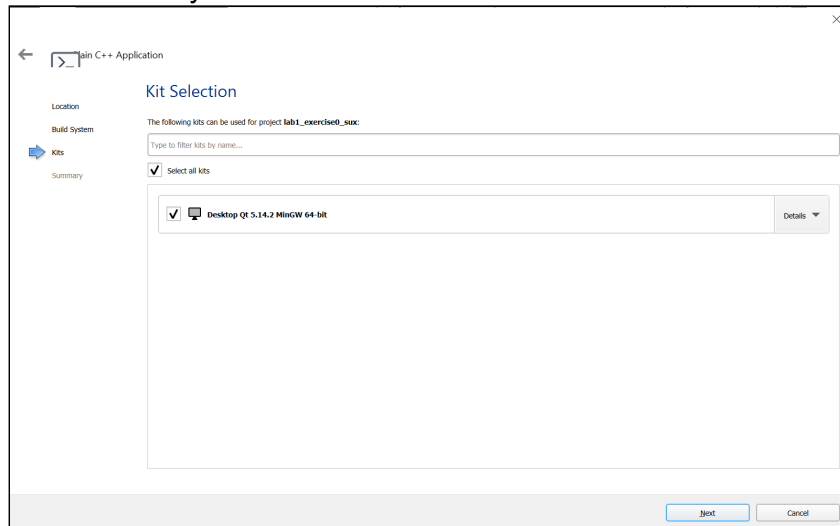 ain C++ Application
Kit Selection
Location
The following kits can be used for project lab1_exercise0_sux:
Build System
Type to filter kits by name...
Kits
Select all kits
Summary
Desktop Qt 5.14.2 MinGW 64-bit
Details
Next
Cancel